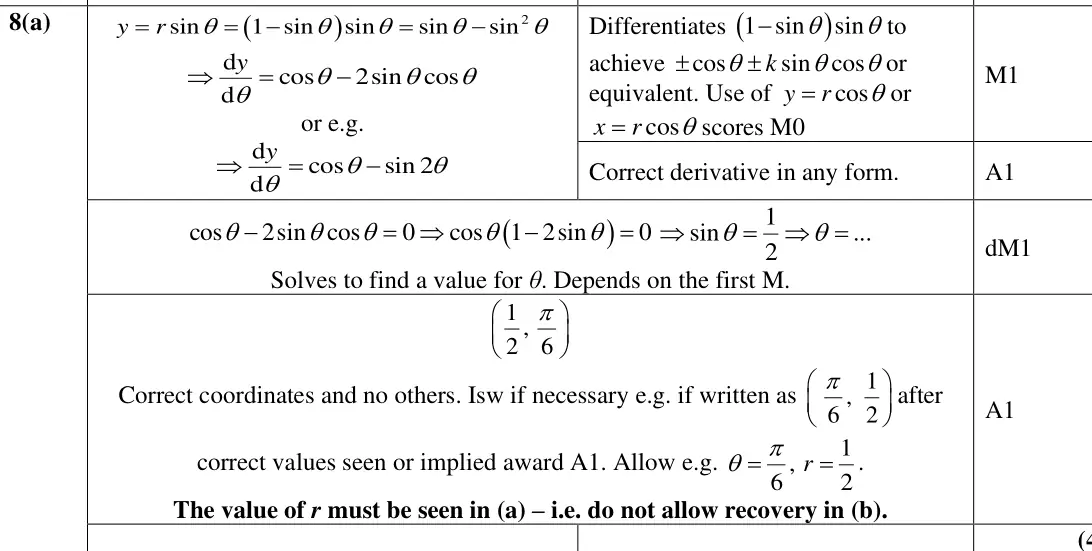 8(a)
y = r sin θ = (1 − sin θ) sin θ = sin θ − sin² θ
⇒ dy/dθ = cos θ − 2 sin θ cos θ
or e.g.
⇒ dy/dθ = cos θ − sin 2θ
Differentiates (1 − sin θ) sin θ to
achieve ± cos θ ± k sin θ cos θ or
equivalent. Use of y = r cos θ or
x = r cos θ scores M0
M1
Correct derivative in any form.
A1
cos θ − 2 sin θ cos θ = 0 ⇒ cos θ (1 − 2 sin θ) = 0 ⇒ sin θ = 1/2 ⇒ θ = ...
Solves to find a value for θ. Depends on the first M.
dM1
(1/2, π/6)
Correct coordinates and no others. Isw if necessary e.g. if written as (π/6, 1/2) after
correct values seen or implied award A1. Allow e.g. θ = π/6, r = 1/2.
The value of r must be seen in (a) – i.e. do not allow recovery in (b).
A1
(4